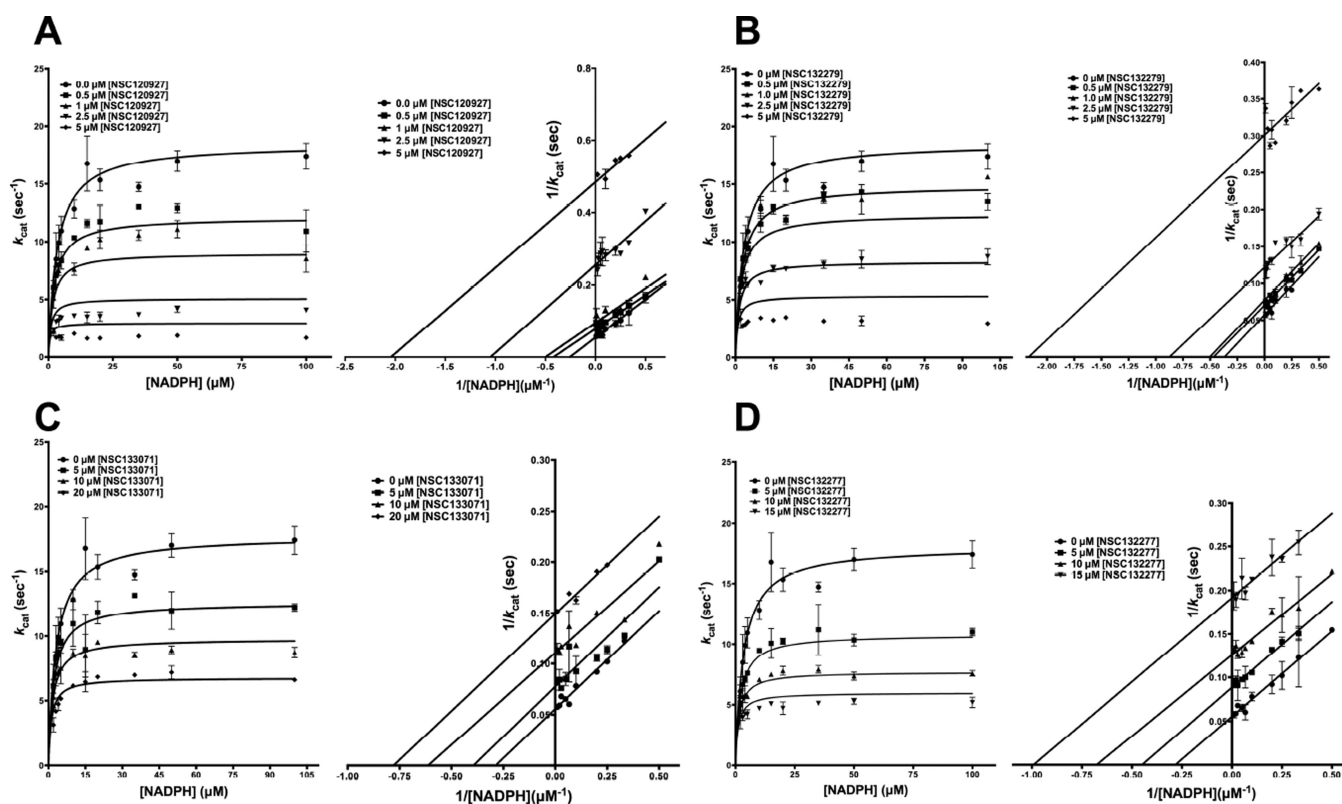 A
25
20
15
10
5
0
kcat (sec⁻¹)
0.0 μM [NSC120927]
0.5 μM [NSC120927]
1 μM [NSC120927]
2.5 μM [NSC120927]
5 μM [NSC120927]
0
25
50
75
100
[NADPH] (μM)
0.8
0.6
0.4
0.2
1/kcat (sec)
0.0 μM [NSC120927]
0.5 μM [NSC120927]
1 μM [NSC120927]
2.5 μM [NSC120927]
5 μM [NSC120927]
-2.5
-2.0
-1.5
-1.0
-0.5
0.0
0.5
1/[NADPH](μM⁻¹)
B
25
20
15
10
5
0
kcat (sec⁻¹)
0 μM [NSC132279]
0.5 μM [NSC132279]
1.0 μM [NSC132279]
2.5 μM [NSC132279]
5 μM [NSC132279]
0
15
30
45
60
75
90
105
[NADPH] (μM)
0.40
0.35
0.30
0.25
0.20
0.15
0.10
0.05
1/kcat (sec)
0 μM [NSC132279]
0.5 μM [NSC132279]
1.0 μM [NSC132279]
2.5 μM [NSC132279]
5 μM [NSC132279]
-2.00
-1.75
-1.50
-1.25
-1.00
-0.75
-0.50
-0.25
0.00
0.25
0.50
1/[NADPH](μM⁻¹)
C
25
20
15
10
5
0
kcat (sec⁻¹)
0 μM [NSC133071]
5 μM [NSC133071]
10 μM [NSC133071]
20 μM [NSC133071]
0
15
30
45
60
75
90
105
[NADPH] (μM)
0.30
0.25
0.20
0.15
0.10
0.05
1/kcat (sec)
0 μM [NSC133071]
5 μM [NSC133071]
10 μM [NSC133071]
20 μM [NSC133071]
-1.00
-0.75
-0.50
-0.25
0.00
0.25
0.50
1/[NADPH](μM⁻¹)
D
25
20
15
10
5
0
kcat (sec⁻¹)
0 μM [NSC132277]
5 μM [NSC132277]
10 μM [NSC132277]
15 μM [NSC132277]
0
25
50
75
100
[NADPH] (μM)
0.30
0.25
0.20
0.15
0.10
0.05
1/kcat (sec)
0 μM [NSC132277]
5 μM [NSC132277]
10 μM [NSC132277]
15 μM [NSC132277]
-1.00
-0.75
-0.50
-0.25
0.00
0.25
0.50
1/[NADPH](μM⁻¹)